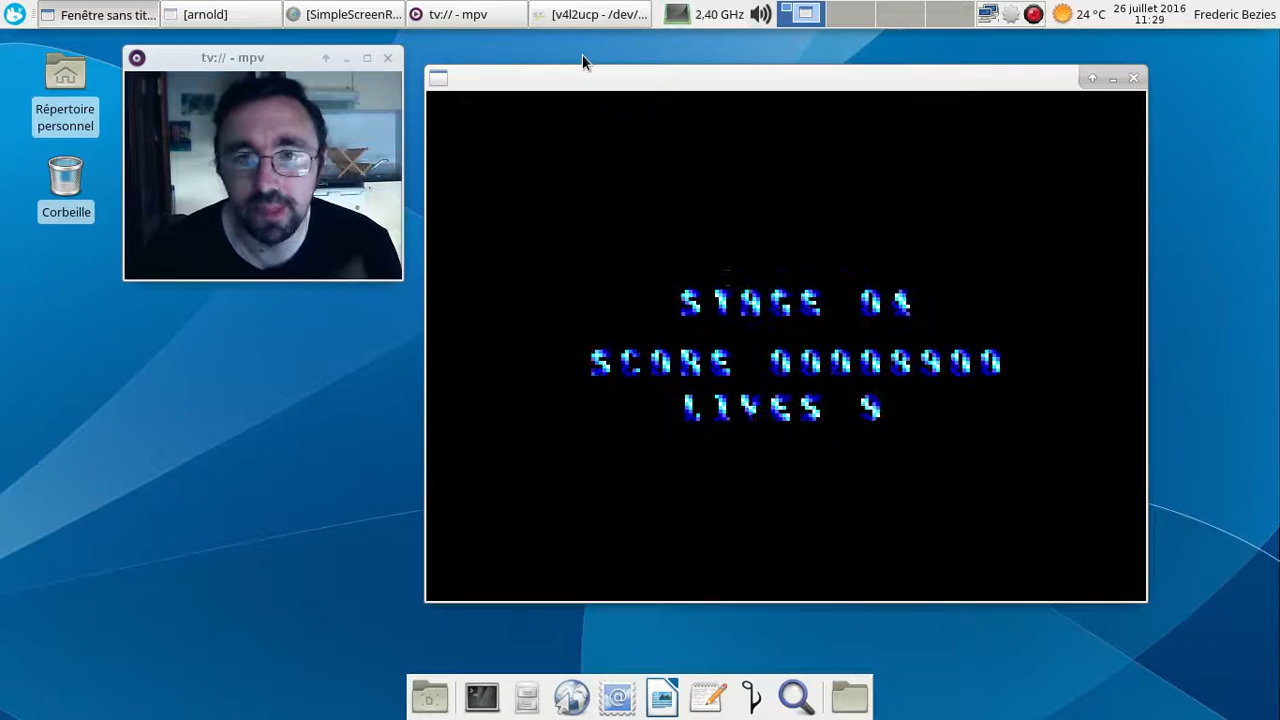 Fenêtre sans tit...
[arnold]
[SimpleScreenR...
tv:// - mpv
[v4l2ucp - /dev/...
2,40 GHz
24 °C
26 juillet 2016
11:29
Frederic Bezies
tv:// - mpv
Répertoire
personnel
Corbeille
STAGE 04
SCORE 00008900
LIVES 9